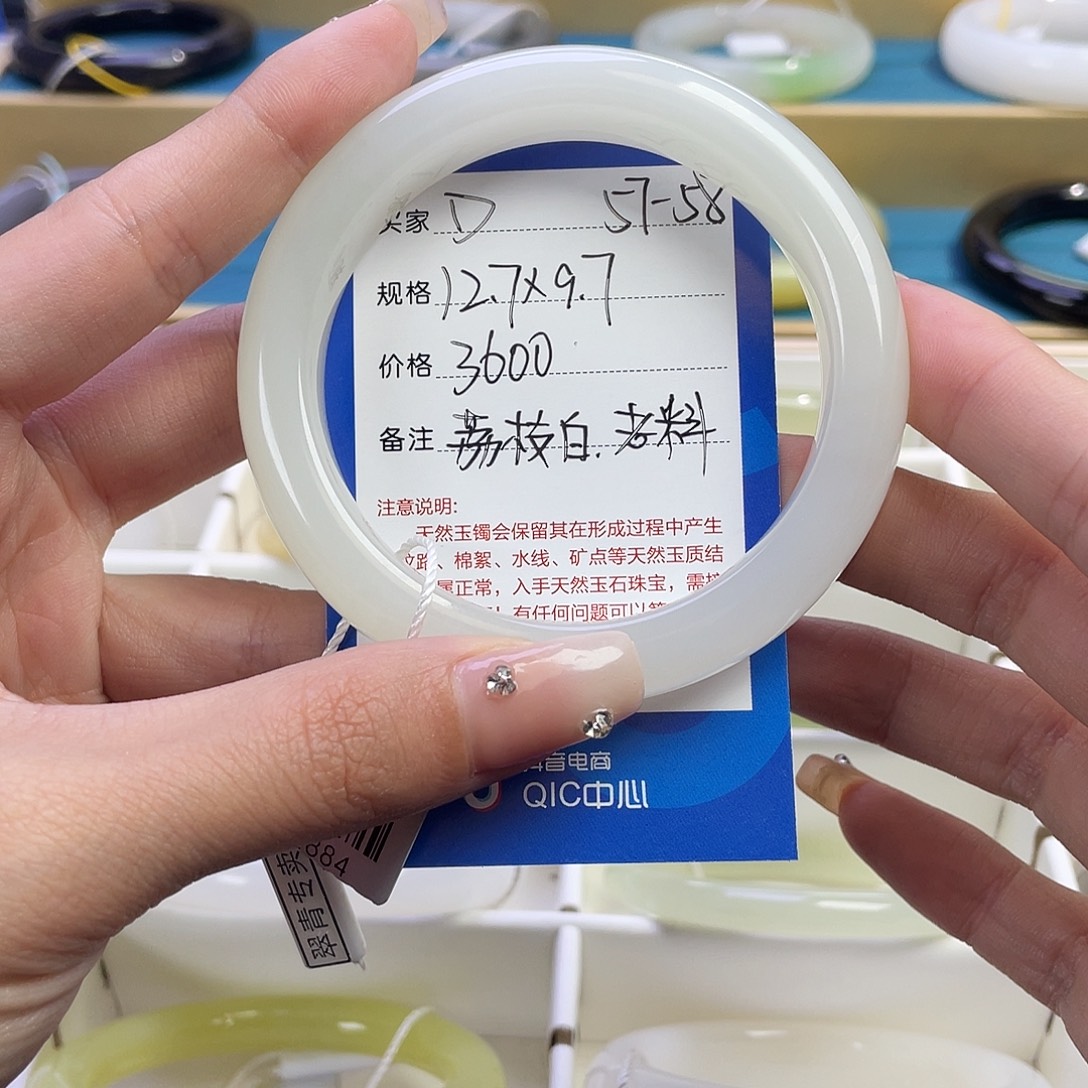 买家 D 57-58
规格 12.7x9.7
价格 3600
备注 荔枝白.老料
注意说明:
天然玉镯会保留其在形成过程中产生
纹路、棉絮、水线、矿点等天然玉质结
属正常，入手天然玉石珠宝，需接
！有任何问题可以
抖音电商
QIC中心
84
翠青专卖